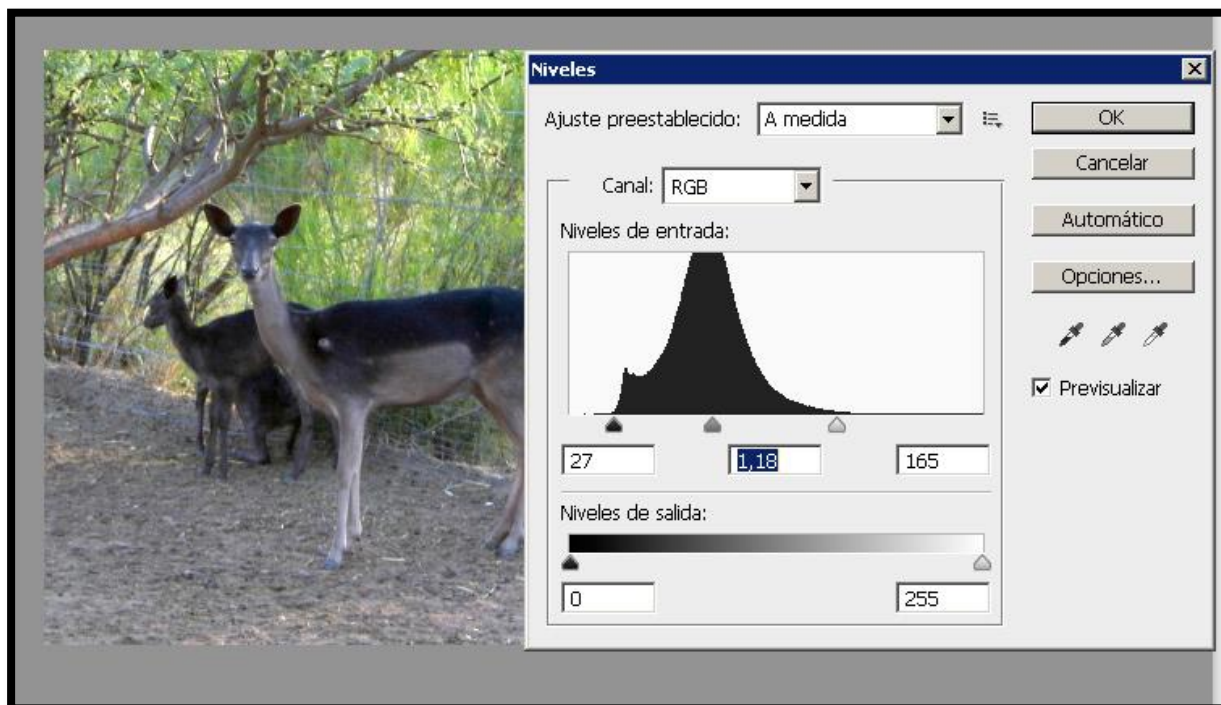 Niveles
Ajuste preestablecido: A medida
OK
Cancelar
Canal: RGB
Automático
Niveles de entrada:
Opciones...
Previsualizar
27 1,18 165
Niveles de salida:
0 255